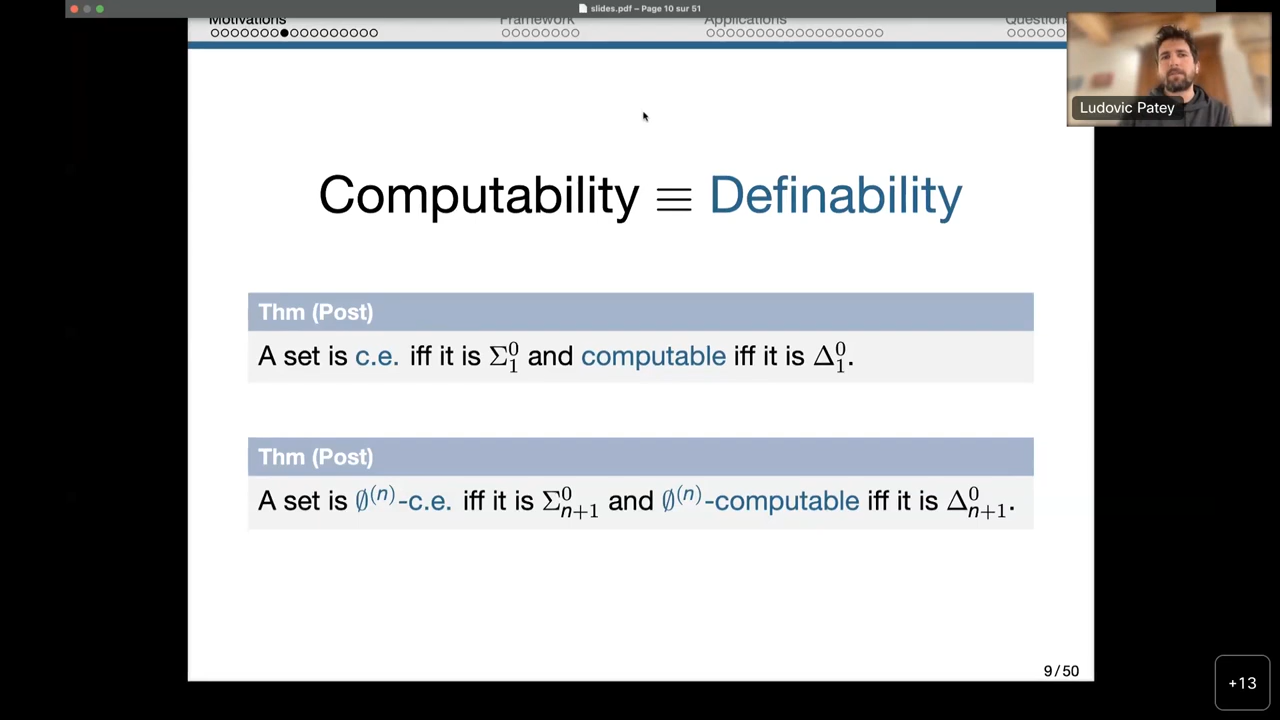 slides.pdf – Page 10 sur 51
Motivations Framework Applications Question
Ludovic Patey
Computability ≡ Definability
Thm (Post)
A set is c.e. iff it is Σ⁰₁ and computable iff it is Δ⁰₁.
Thm (Post)
A set is ∅⁽ⁿ⁾-c.e. iff it is Σ⁰ₙ₊₁ and ∅⁽ⁿ⁾-computable iff it is Δ⁰ₙ₊₁.
9 / 50
+13